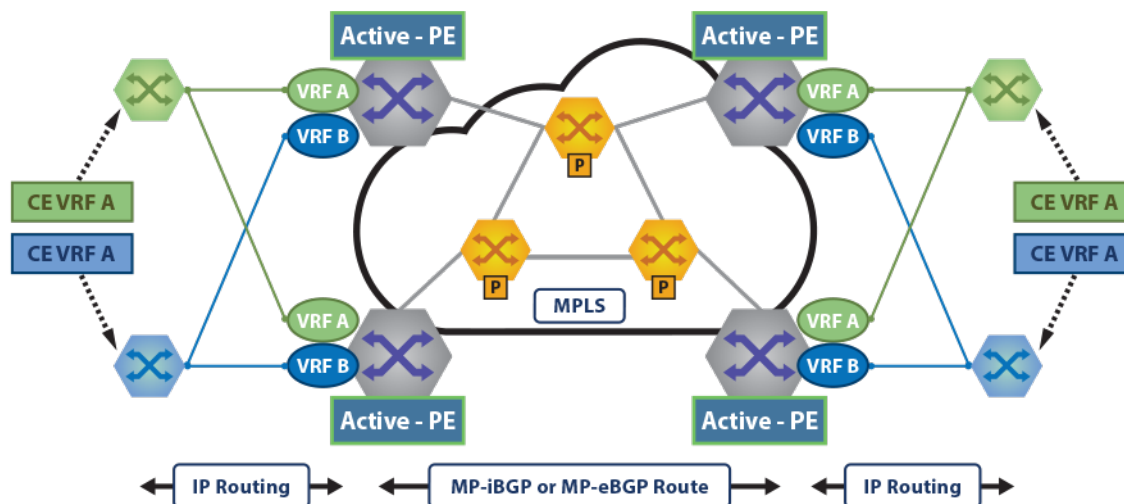 Active - PE
Active - PE
VRF A
VRF A
VRF B
VRF B
P
CE VRF A
CE VRF A
CE VRF A
CE VRF A
P
P
MPLS
VRF A
VRF A
VRF B
VRF B
Active - PE
Active - PE
IP Routing
MP-iBGP or MP-eBGP Route
IP Routing